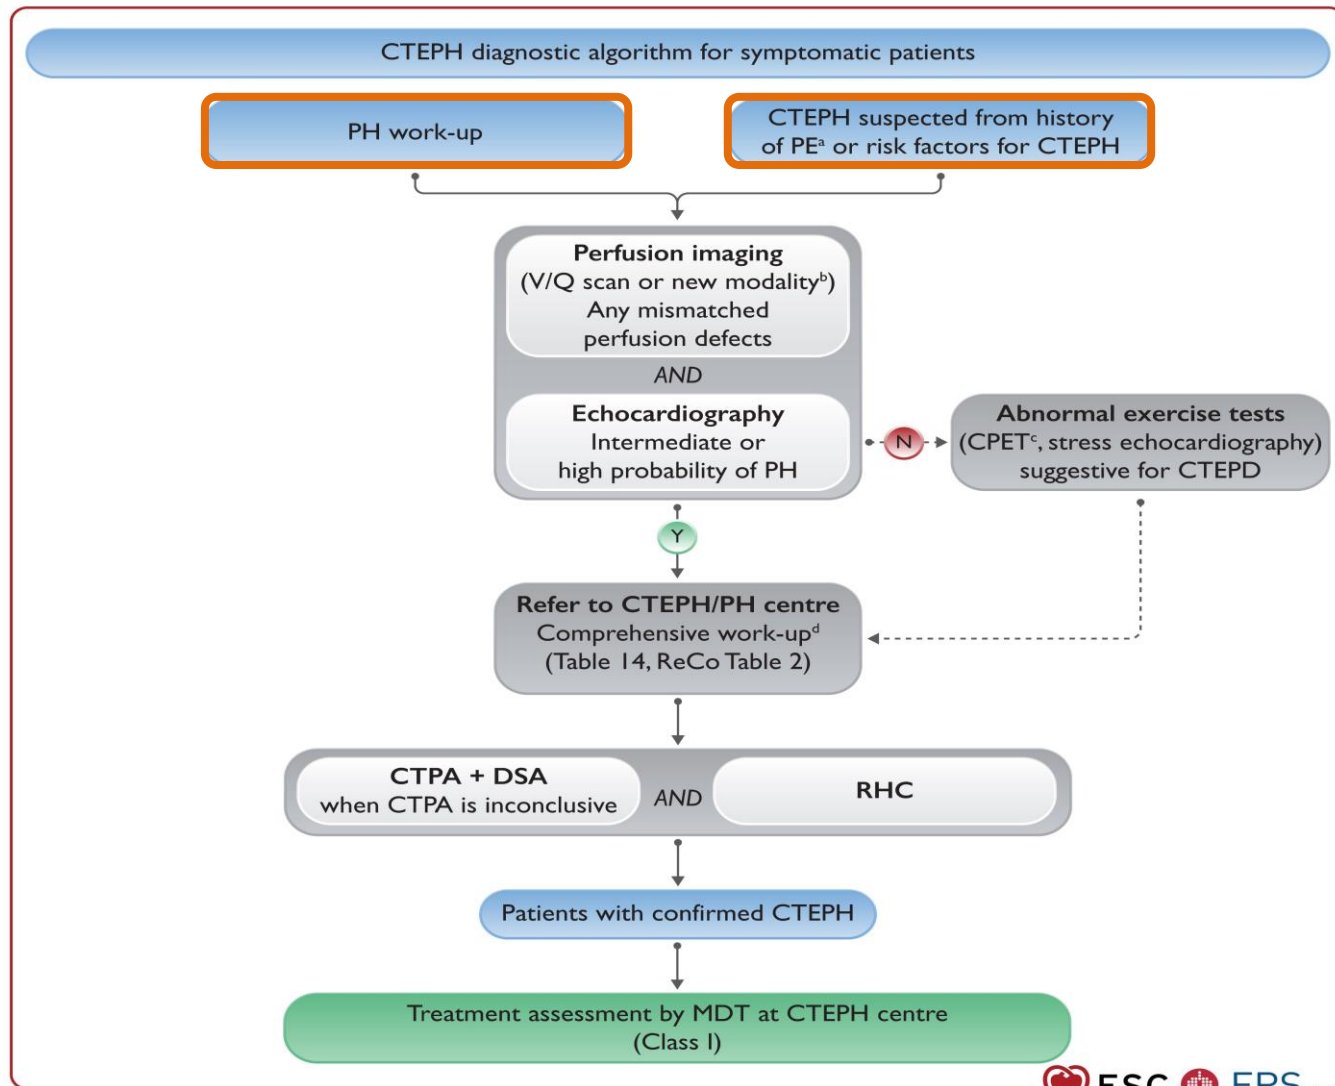 CTEPH diagnostic algorithm for symptomatic patients
PH work-up
CTEPH suspected from history
of PEᵃ or risk factors for CTEPH
Perfusion imaging
(V/Q scan or new modalityᵇ)
Any mismatched
perfusion defects
AND
Echocardiography
Intermediate or
high probability of PH
N
Abnormal exercise tests
(CPETᶜ, stress echocardiography)
suggestive for CTEPD
Y
Refer to CTEPH/PH centre
Comprehensive work-upᵈ
(Table 14, ReCo Table 2)
CTPA + DSA
when CTPA is inconclusive
AND
RHC
Patients with confirmed CTEPH
Treatment assessment by MDT at CTEPH centre
(Class I)
ESC ERS